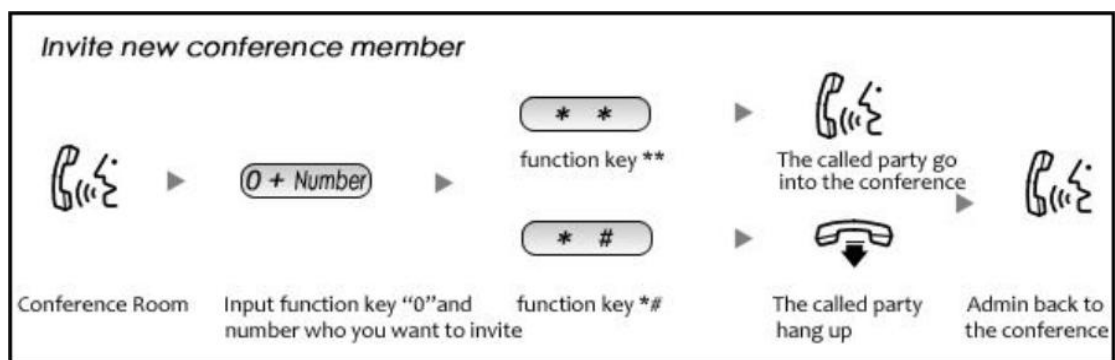 Invite new conference member
* *
function key **
The called party go
into the conference
0 + Number
* #
Conference Room
Input function key "0"and
number who you want to invite
function key *#
The called party
hang up
Admin back to
the conference